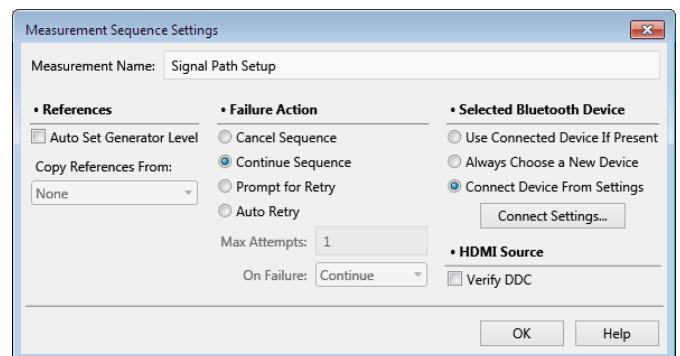 Measurement Sequence Settings
Measurement Name: Signal Path Setup
• References
Auto Set Generator Level
Copy References From:
None
• Failure Action
Cancel Sequence
Continue Sequence
Prompt for Retry
Auto Retry
Max Attempts: 1
On Failure: Continue
• Selected Bluetooth Device
Use Connected Device If Present
Always Choose a New Device
Connect Device From Settings
Connect Settings...
• HDMI Source
Verify DDC
OK
Help